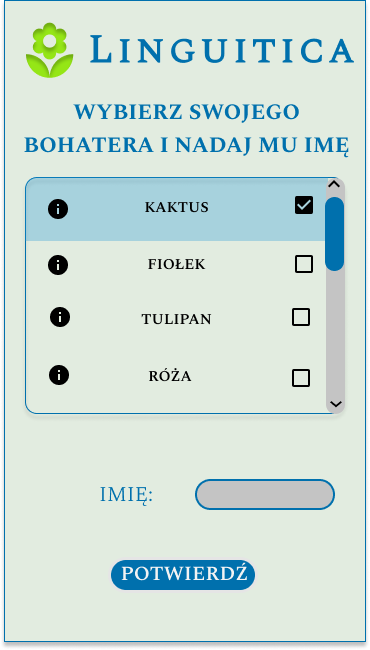 LINGUITICA
WYBIERZ SWOJEGO
BOHATERA I NADAJ MU IMIĘ
KAKTUS
FIOŁEK
TULIPAN
RÓŻA
IMIĘ:
POTWIERDŹ